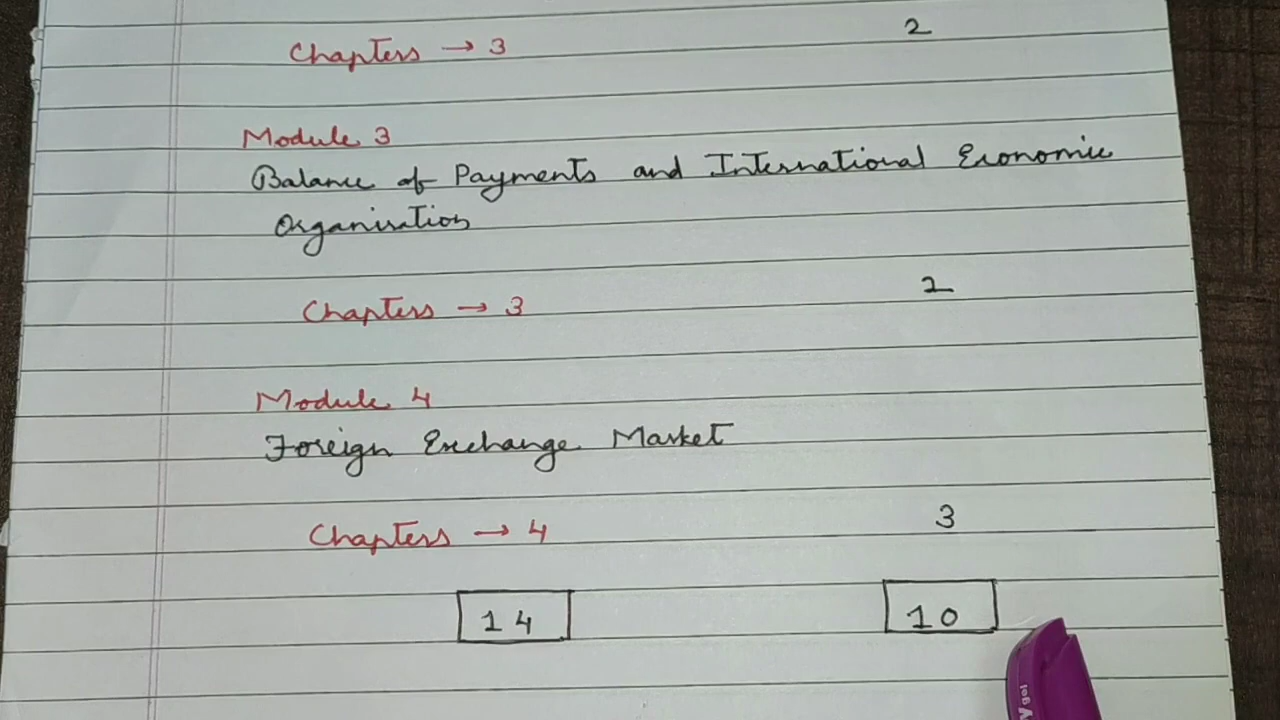 Chapters → 3 2
Module 3
Balance of Payments and International Economic
Organisation
Chapters → 3 2
Module 4
Foreign Exchange Market
Chapters → 4 3
14 10